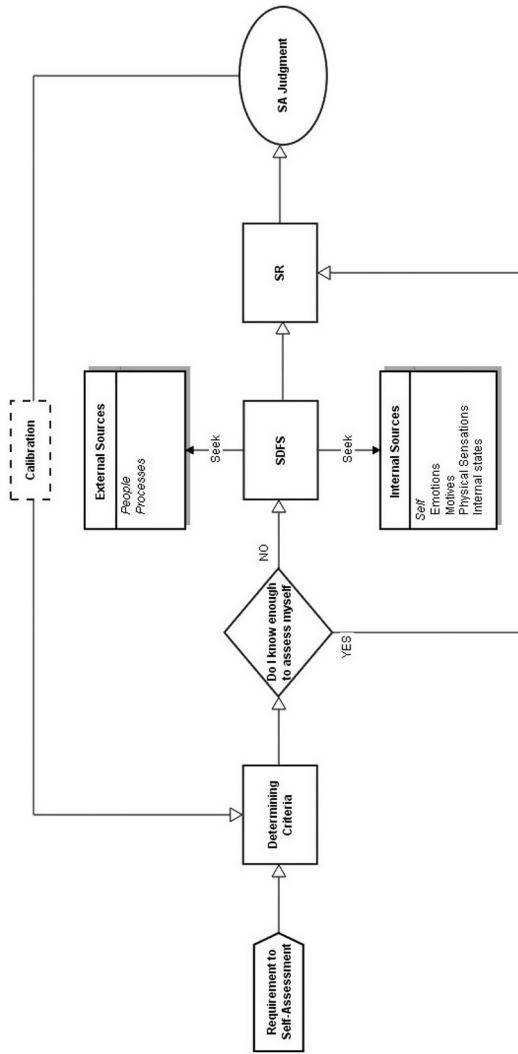 Requirement to
Self-Assessment
Determining
Criteria
Do I know enough
to assess myself
NO
YES
SDFS
Seek
Seek
External Sources
People
Processes
Internal Sources
Self
Emotions
Motives
Physical Sensations
Internal states
SR
SA Judgment
Calibration